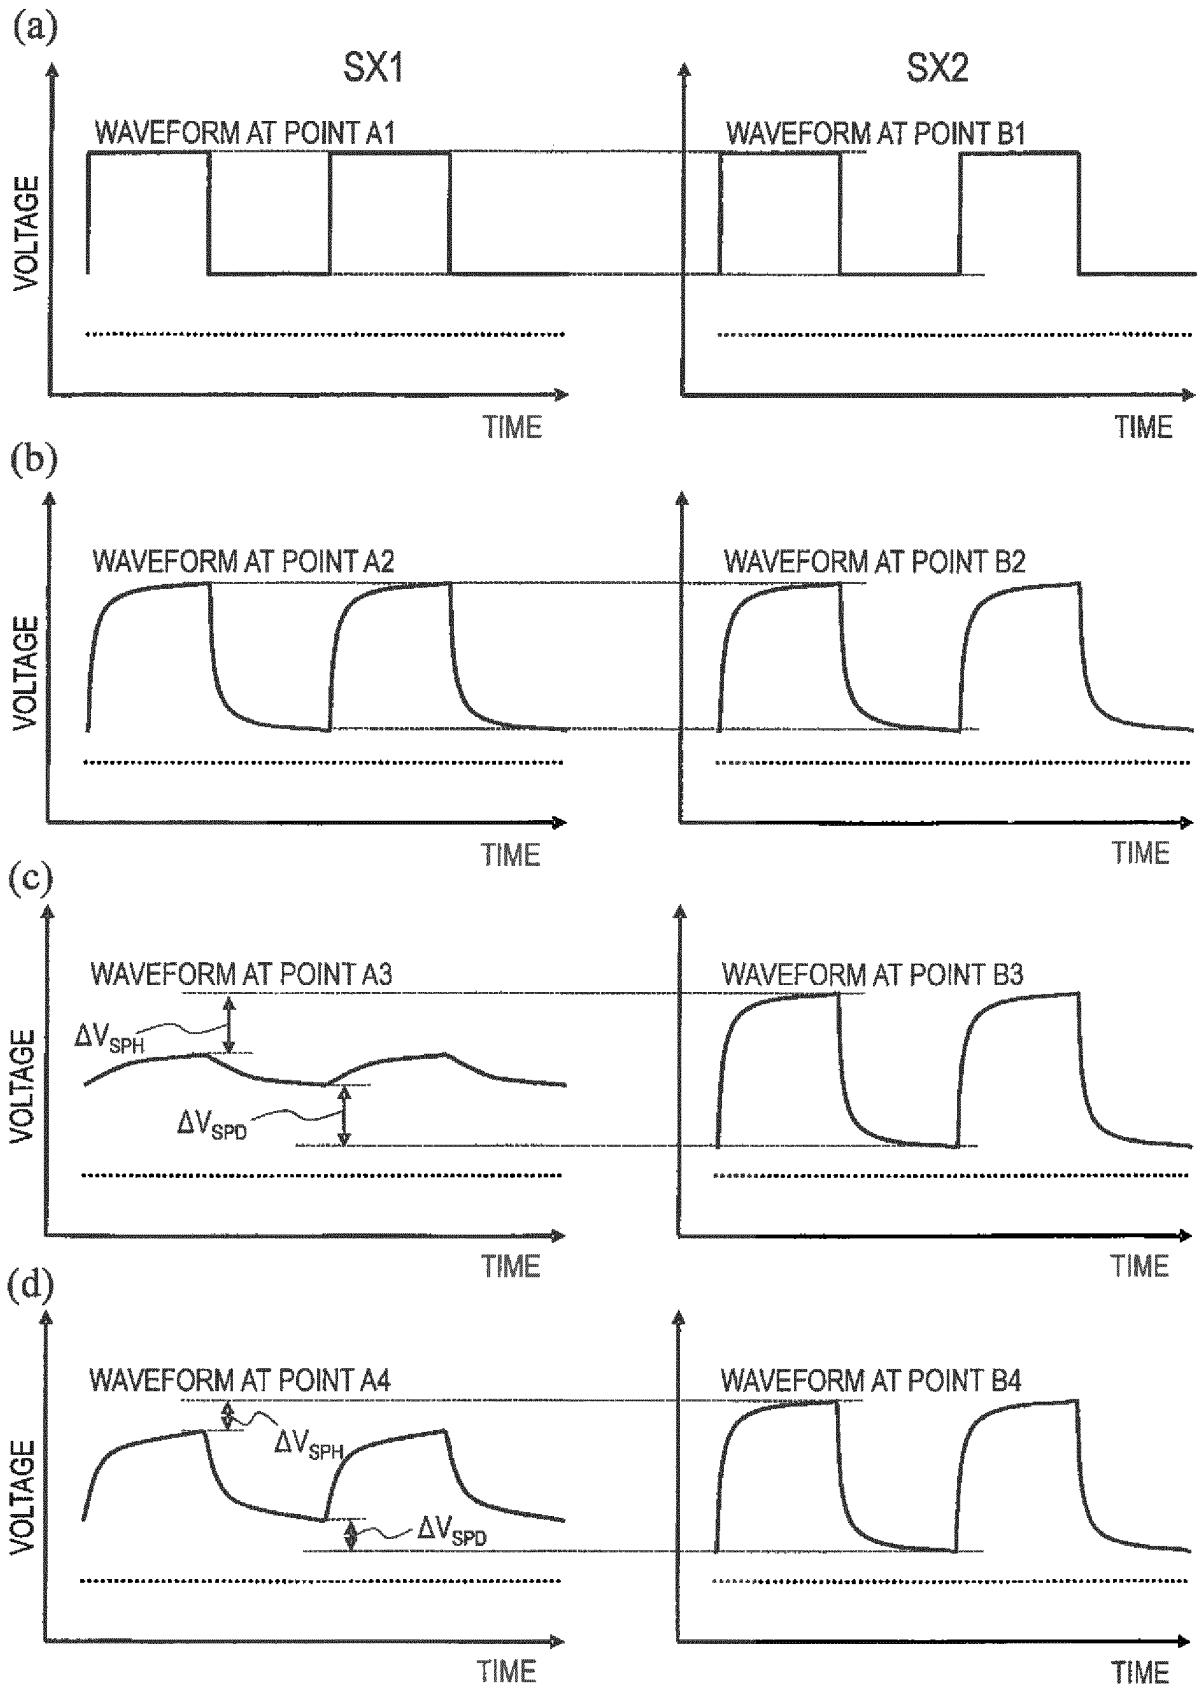 (a)
SX1
SX2
WAVEFORM AT POINT A1
WAVEFORM AT POINT B1
VOLTAGE
TIME
TIME
(b)
WAVEFORM AT POINT A2
WAVEFORM AT POINT B2
VOLTAGE
TIME
TIME
(c)
WAVEFORM AT POINT A3
WAVEFORM AT POINT B3
ΔVSPH
VOLTAGE
ΔVSPD
TIME
TIME
(d)
WAVEFORM AT POINT A4
WAVEFORM AT POINT B4
ΔVSPH
VOLTAGE
ΔVSPD
TIME
TIME